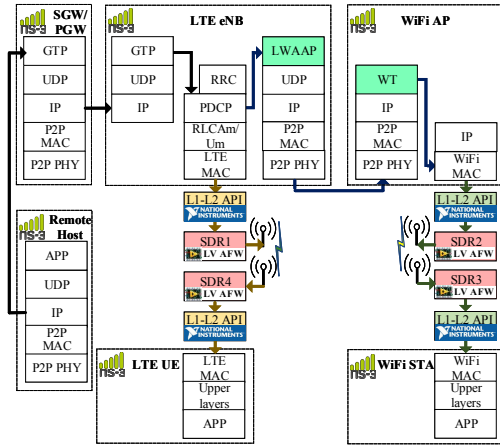 SGW/
PGW
NS-3
GTP
UDP
IP
P2P
MAC
P2P PHY
LTE eNB
NS-3
GTP
UDP
IP
RRC
PDCP
RLCAm/
Um
LTE
MAC
LWAAP
UDP
IP
P2P
MAC
P2P PHY
WiFi AP
NS-3
WT
IP
P2P
MAC
P2P PHY
IP
WiFi
MAC
L1-L2 API
NATIONAL
INSTRUMENTS
SDR1
LV AFW
SDR4
LV AFW
L1-L2 API
NATIONAL
INSTRUMENTS
L1-L2 API
NATIONAL
INSTRUMENTS
SDR2
LV AFW
SDR3
LV AFW
L1-L2 API
NATIONAL
INSTRUMENTS
Remote
Host
NS-3
APP
UDP
IP
P2P
MAC
P2P PHY
NS-3
LTE UE
LTE
MAC
Upper
layers
APP
NS-3
WiFi STA
WiFi
MAC
Upper
layers
APP